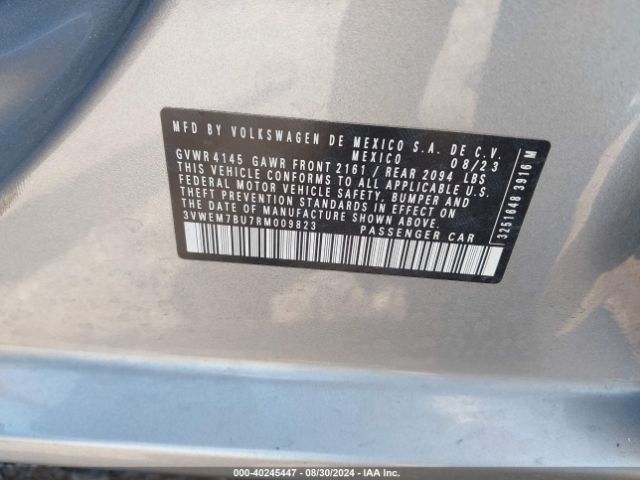 MFD BY VOLKSWAGEN DE MEXICO S.A. DE C.V.
MEXICO 08/23
GVWR 4145 GAWR FRONT 2161 / REAR 2094 LBS
THIS VEHICLE CONFORMS TO ALL APPLICABLE U.S.
FEDERAL MOTOR VEHICLE SAFETY, BUMPER AND
THEFT PREVENTION STANDARDS IN EFFECT ON
THE DATE OF MANUFACTURE SHOWN ABOVE.
3VWEM7BU7RM009823 PASSENGER CAR
3251648 3916 M
000-40245447 | 08/30/2024 | IAA Inc.